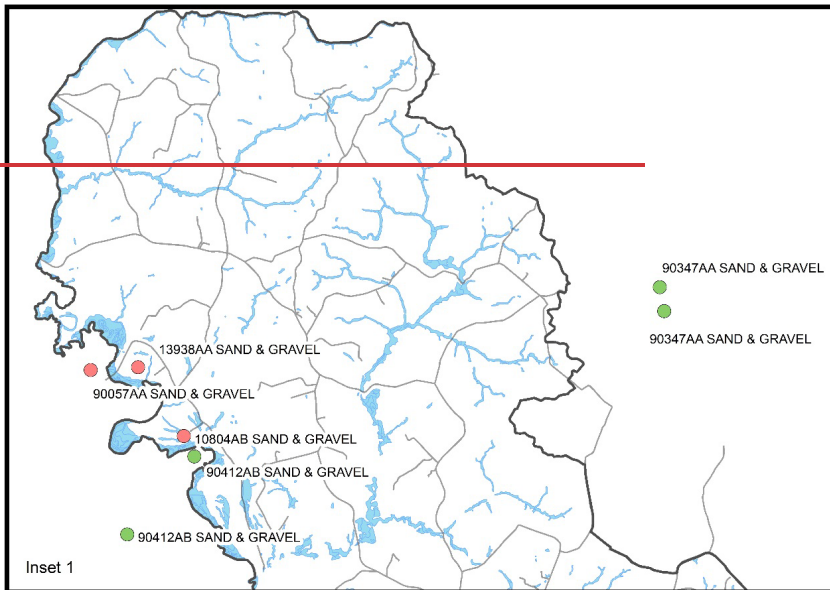 90347AA SAND & GRAVEL
90347AA SAND & GRAVEL
13938AA SAND & GRAVEL
90057AA SAND & GRAVEL
10804AB SAND & GRAVEL
90412AB SAND & GRAVEL
90412AB SAND & GRAVEL
Inset 1